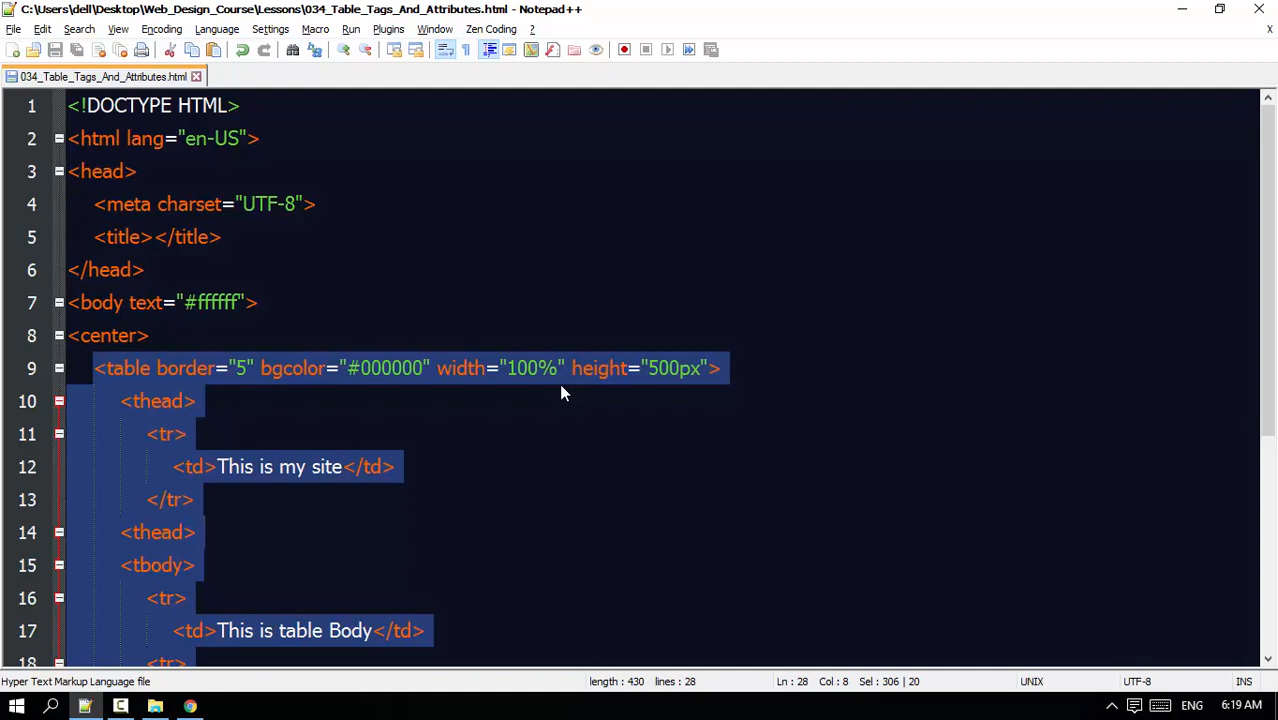 C:\Users\dell\Desktop\Web_Design_Course\Lessons\034_Table_Tags_And_Attributes.html - Notepad++
File Edit Search View Encoding Language Settings Macro Run Plugins Window Zen Coding ? X
034_Table_Tags_And_Attributes.html
1 <!DOCTYPE HTML>
2 <html lang="en-US">
3 <head>
4 <meta charset="UTF-8">
5 <title></title>
6 </head>
7 <body text="#ffffff">
8 <center>
9 <table border="5" bgcolor="#000000" width="100%" height="500px">
10 <thead>
11 <tr>
12 <td>This is my site</td>
13 </tr>
14 <thead>
15 <tbody>
16 <tr>
17 <td>This is table Body</td>
18 <tr>
Hyper Text Markup Language file length : 430 lines : 28 Ln : 28 Col : 8 Sel : 306 | 20 UNIX UTF-8 INS
ENG 6:19 AM